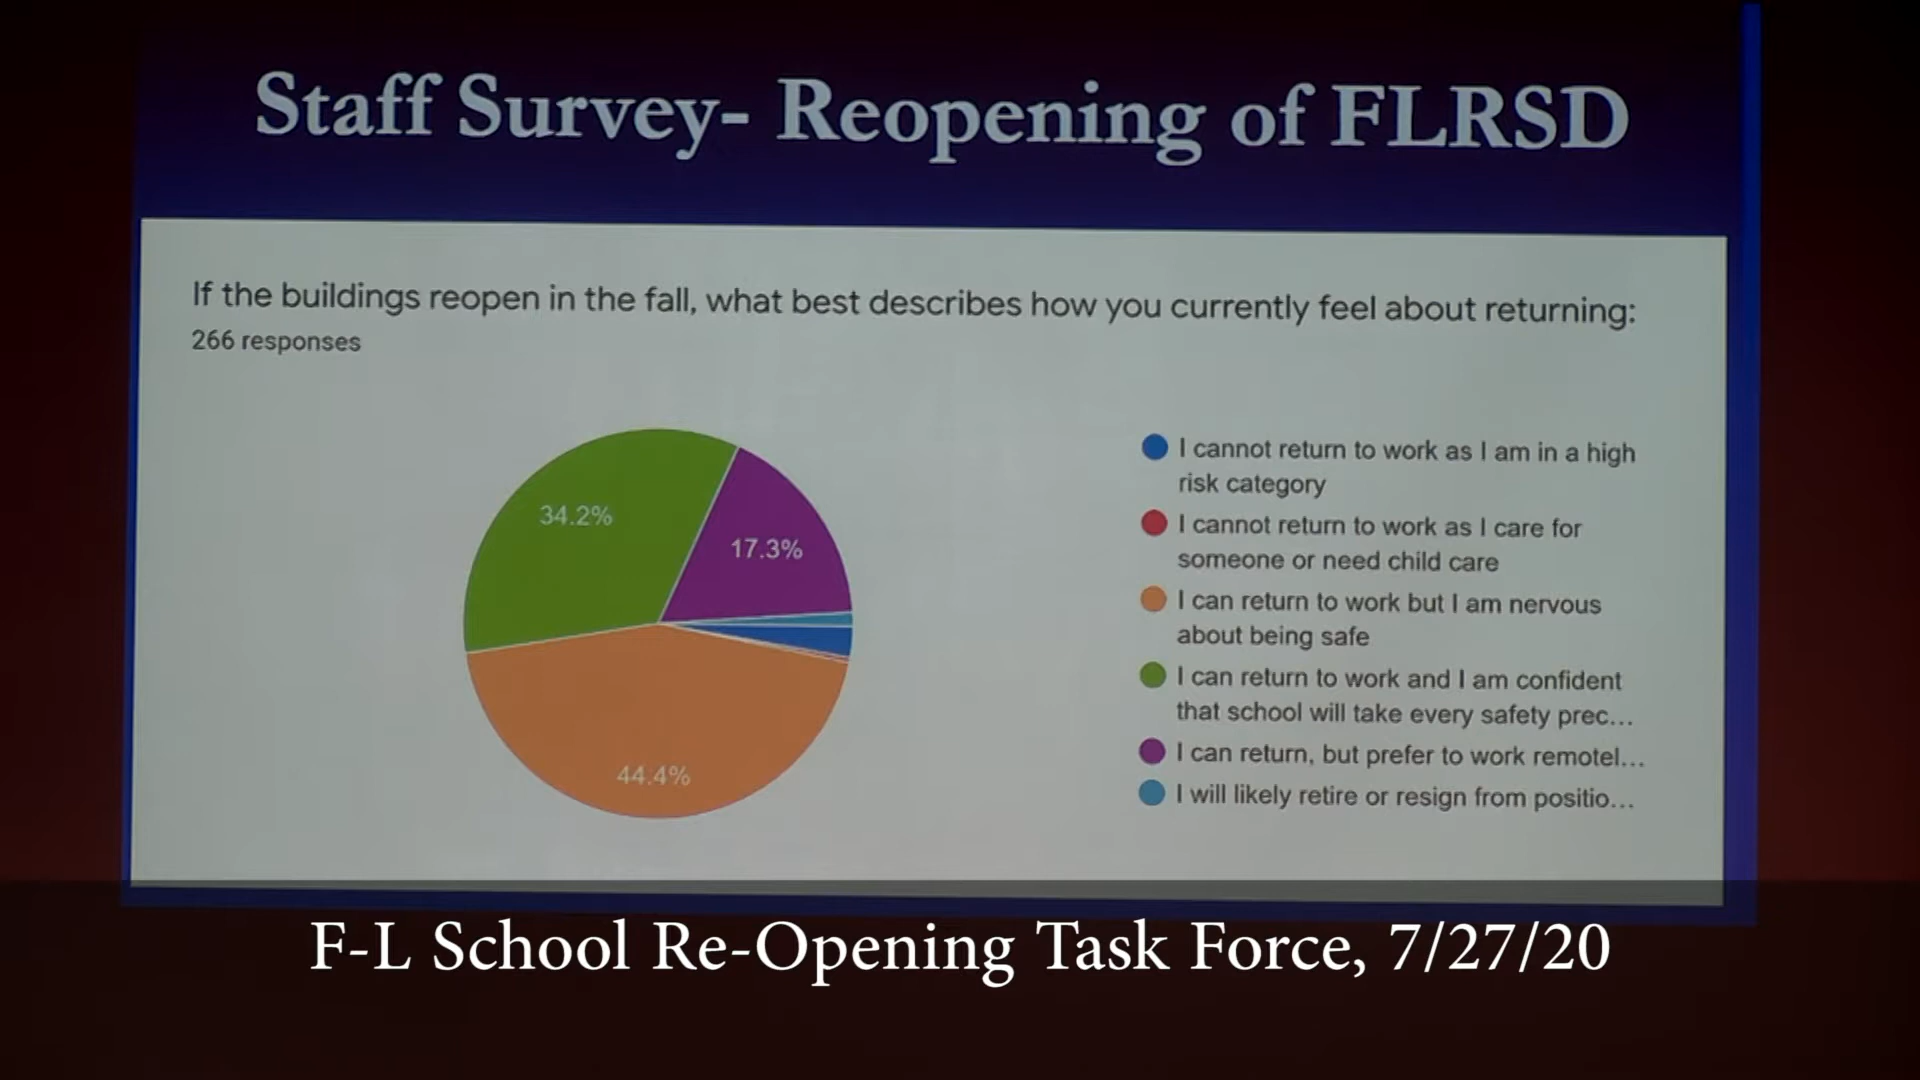 Staff Survey- Reopening of FLRSD
If the buildings reopen in the fall, what best describes how you currently feel about returning:
266 responses
34.2%
17.3%
44.4%
I cannot return to work as I am in a high
risk category
I cannot return to work as I care for
someone or need child care
I can return to work but I am nervous
about being safe
I can return to work and I am confident
that school will take every safety prec...
I can return, but prefer to work remotel...
I will likely retire or resign from positio...
F-L School Re-Opening Task Force, 7/27/20